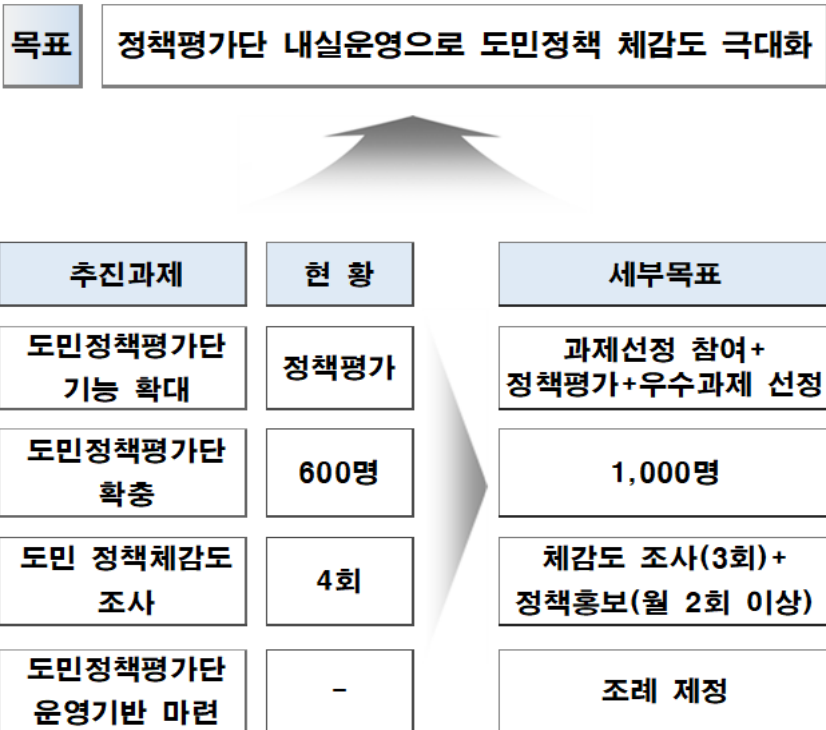 목표
정책평가단 내실운영으로 도민정책 체감도 극대화
추진과제
현 황
세부목표
도민정책평가단
기능 확대
정책평가
과제선정 참여+
정책평가+우수과제 선정
도민정책평가단
확충
600명
1,000명
도민 정책체감도
조사
4회
체감도 조사(3회)+
정책홍보(월 2회 이상)
도민정책평가단
운영기반 마련
-
조례 제정